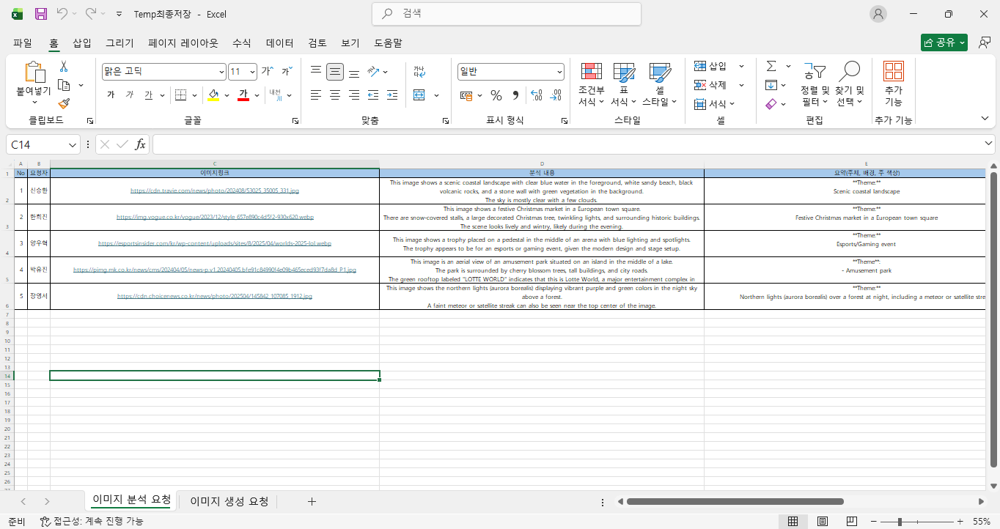 Temp최종저장 - Excel
검색
파일 홈 삽입 그리기 페이지 레이아웃 수식 데이터 검토 보기 도움말
공유
붙여넣기
클립보드
맑은 고딕 11
가 가
가 가 가
가
내천
글꼴
가나
다
맞춤
일반
%
표시 형식
조건부
서식
표
서식
셀
스타일
스타일
삽입
삭제
서식
셀
정렬 및
필터
찾기 및
선택
편집
추가
기능
추가 기능
C14
fx
A B C D E
1 No 요청자 이미지링크 분석 내용 요약(주제, 배경, 주 색상)
2 1 신승환 https://cdn.travie.com/news/photo/202408/53025_35005_331.jpg
This image shows a scenic coastal landscape with clear blue water in the foreground, white sandy beach, black
volcanic rocks, and a stone wall with green vegetation in the background.
The sky is mostly clear with a few clouds.
**Theme:**
Scenic coastal landscape
3 2 한희진 https://img.vogue.co.kr/vogue/2023/12/style_657e890c4d5f2-930x620.webp
This image shows a festive Christmas market in a European town square.
There are snow-covered stalls, a large decorated Christmas tree, twinkling lights, and surrounding historic buildings.
The scene looks lively and wintry, likely during the evening.
**Theme:**
Festive Christmas market in a European town square
4 3 양우혁 https://esportsinsider.com/kr/wp-content/uploads/sites/8/2025/04/worlds-2025-lol.webp
This image shows a trophy placed on a pedestal in the middle of an arena with blue lighting and spotlights.
The trophy appears to be for an esports or gaming event, given the modern design and stage setup.
**Theme:**
Esports/Gaming event
5 4 박유진 https://pimg.mk.co.kr/news/cms/202404/05/news-p.v1.20240405.bfe91c84990f4e09b465eced93f7da8d_P1.jpg
This image is an aerial view of an amusement park situated on an island in the middle of a lake.
The park is surrounded by cherry blossom trees, tall buildings, and city roads.
The green rooftop labeled "LOTTE WORLD" indicates that this is Lotte World, a major entertainment complex in
**Theme**:
- Amusement park
6 5 장영서 https://cdn.choicenews.co.kr/news/photo/202504/145842_107085_1912.jpg
This image shows the northern lights (aurora borealis) displaying vibrant purple and green colors in the night sky
above a forest.
A faint meteor or satellite streak can also be seen near the top center of the image.
**Theme:**
Northern lights (aurora borealis) over a forest at night, including a meteor or satellite stre
7
8
9
10
11
12
13
14
15
16
17
18
19
20
21
22
23
24
25
26
이미지 분석 요청 이미지 생성 요청
준비 접근성: 계속 진행 가능 55%